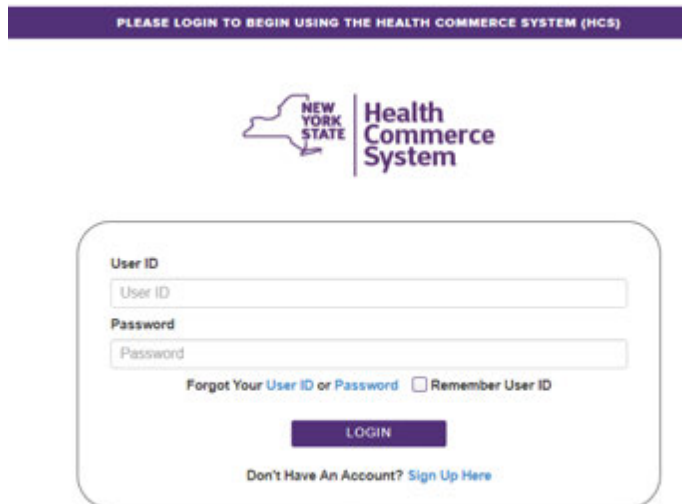 PLEASE LOGIN TO BEGIN USING THE HEALTH COMMERCE SYSTEM (HCS)
NEW
YORK
STATE
Health
Commerce
System
User ID
User ID
Password
Password
Forgot Your User ID or Password Remember User ID
LOGIN
Don't Have An Account? Sign Up Here